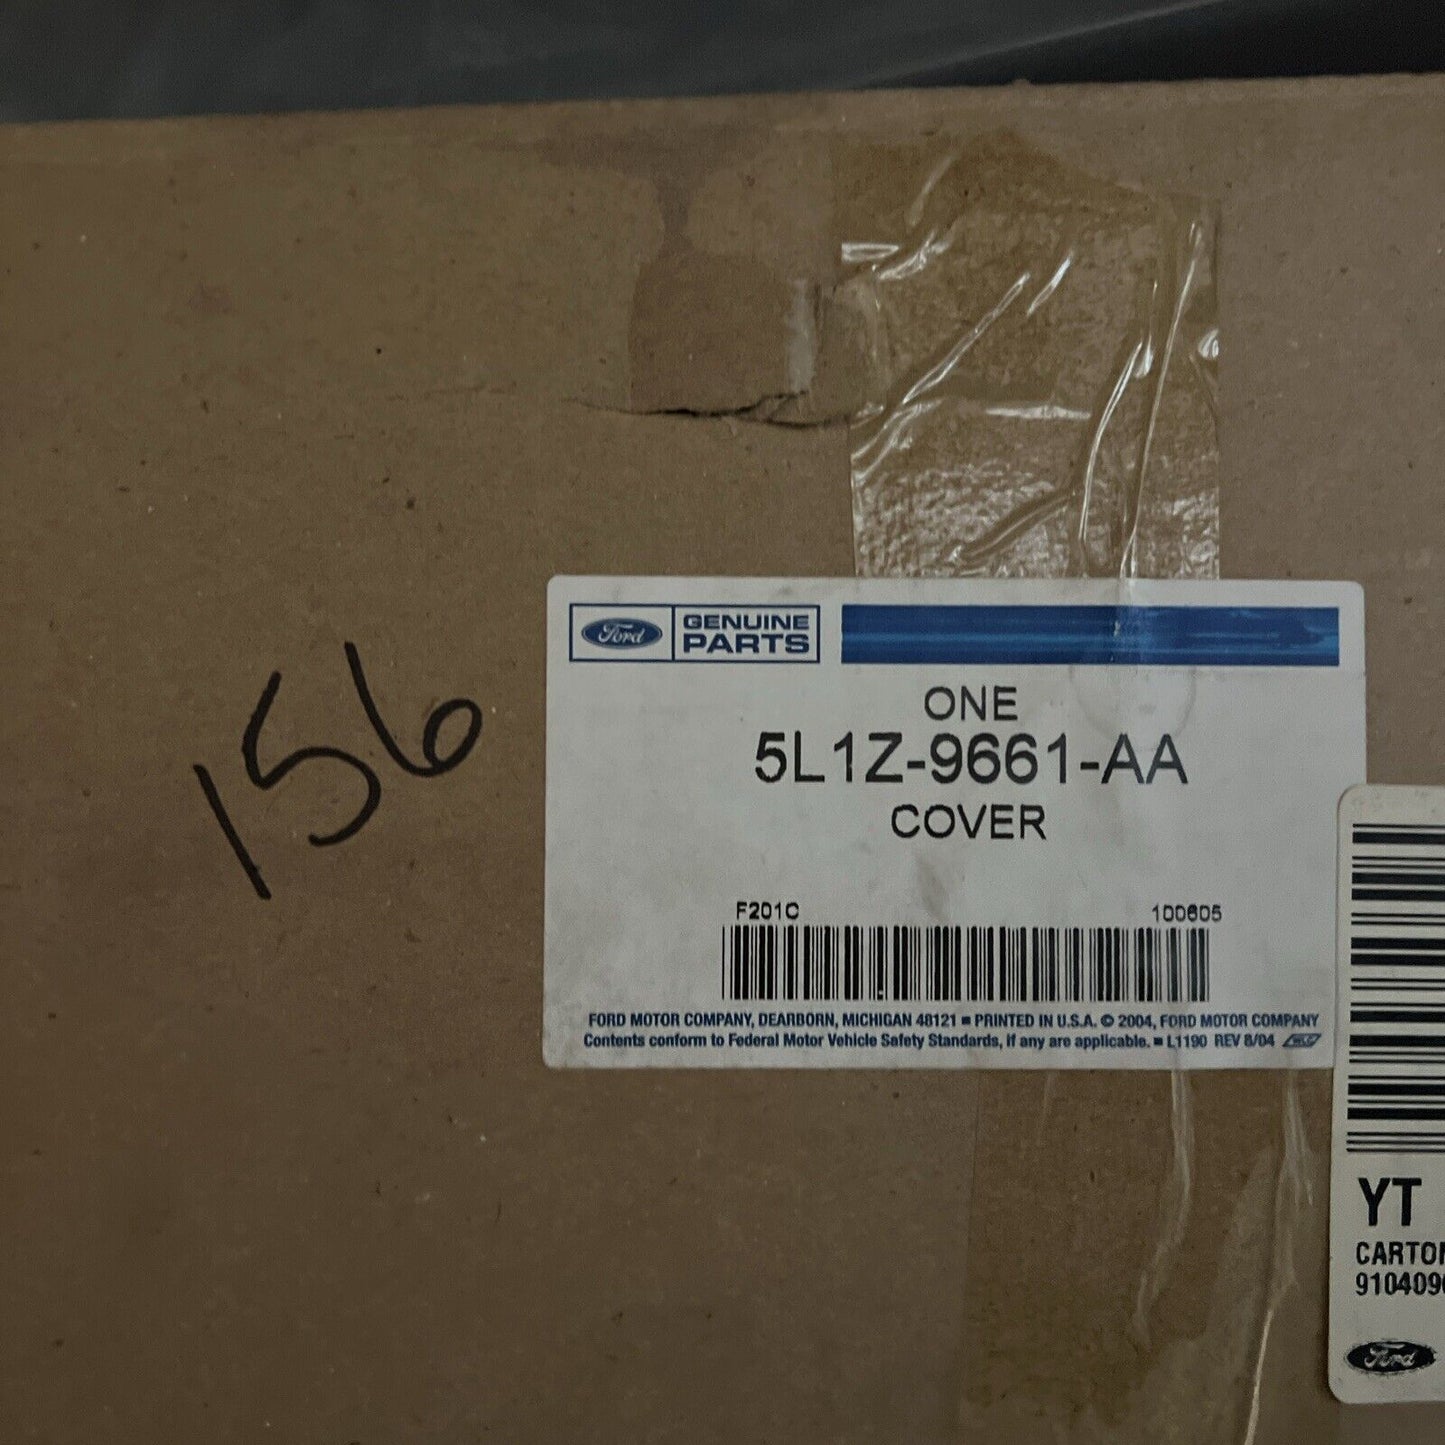 156
Ford GENUINE PARTS
ONE
5L1Z-9661-AA
COVER
F201C 100605
FORD MOTOR COMPANY, DEARBORN, MICHIGAN 48121 ■ PRINTED IN U.S.A. © 2004, FORD MOTOR COMPANY
Contents conform to Federal Motor Vehicle Safety Standards, if any are applicable. ■ L1190 REV 8/04
YT
CARTON
910409
Ford